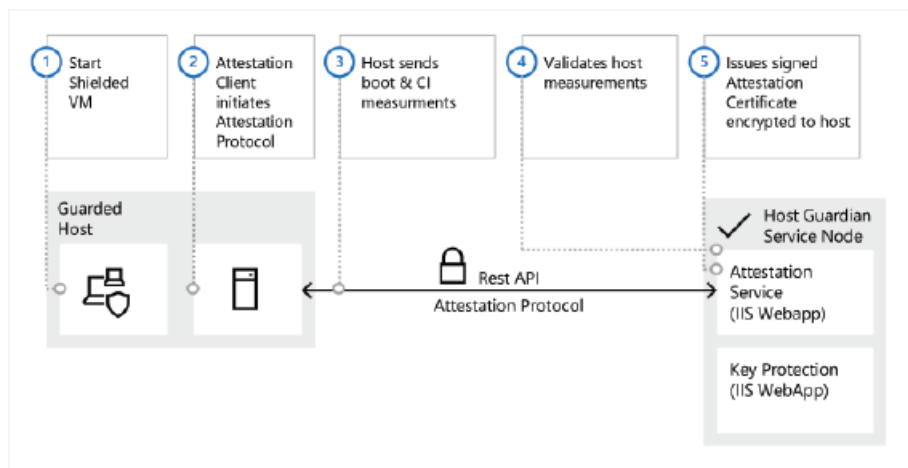 1
Start
Shielded
VM
2
Attestation
Client
initiates
Attestation
Protocol
3
Host sends
boot & CI
measurments
4
Validates host
measurements
5
Issues signed
Attestation
Certificate
encrypted to host
Guarded
Host
Rest API
Attestation Protocol
Host Guardian
Service Node
Attestation
Service
(IIS Webapp)
Key Protection
(IIS WebApp)